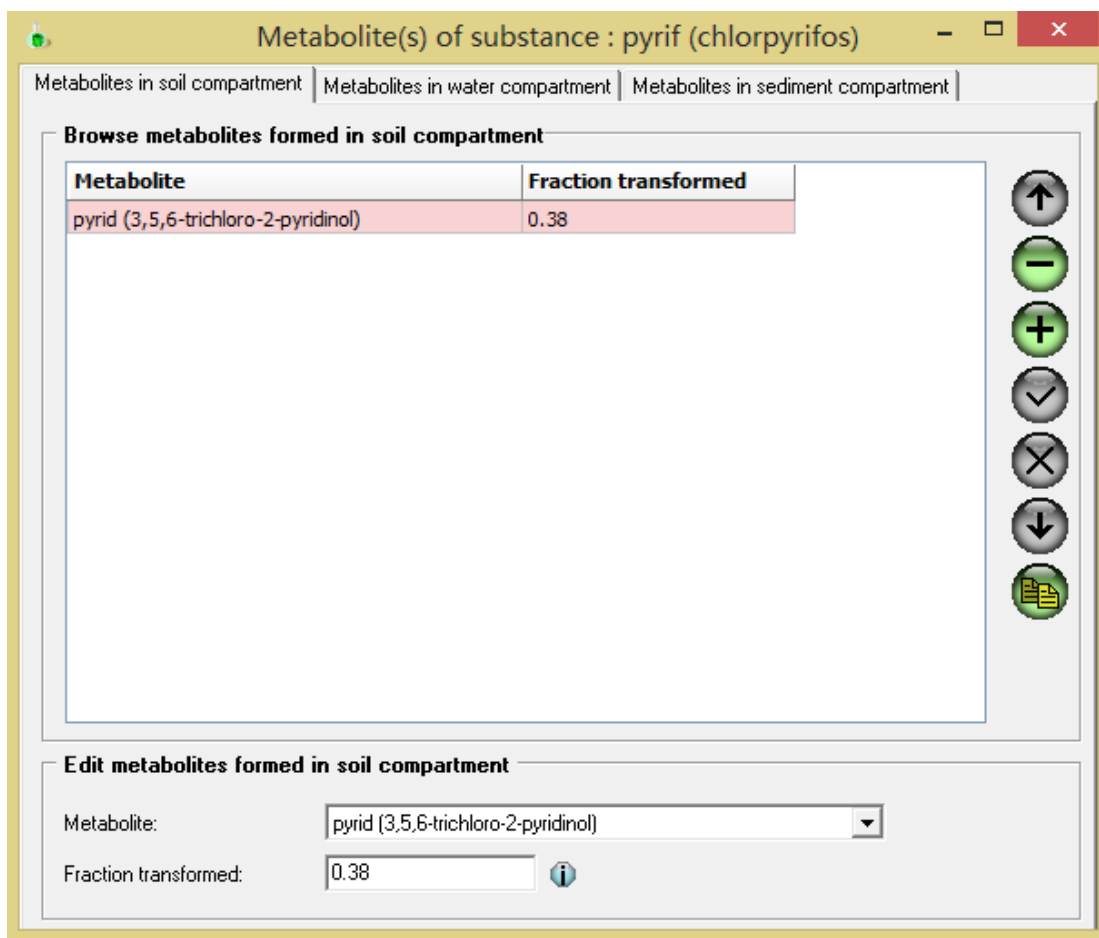 Metabolite(s) of substance : pyrif (chlorpyrifos)
Metabolites in soil compartment Metabolites in water compartment Metabolites in sediment compartment
Browse metabolites formed in soil compartment
Metabolite Fraction transformed
pyrid (3,5,6-trichloro-2-pyridinol) 0.38
Edit metabolites formed in soil compartment
Metabolite: pyrid (3,5,6-trichloro-2-pyridinol)
Fraction transformed: 0.38